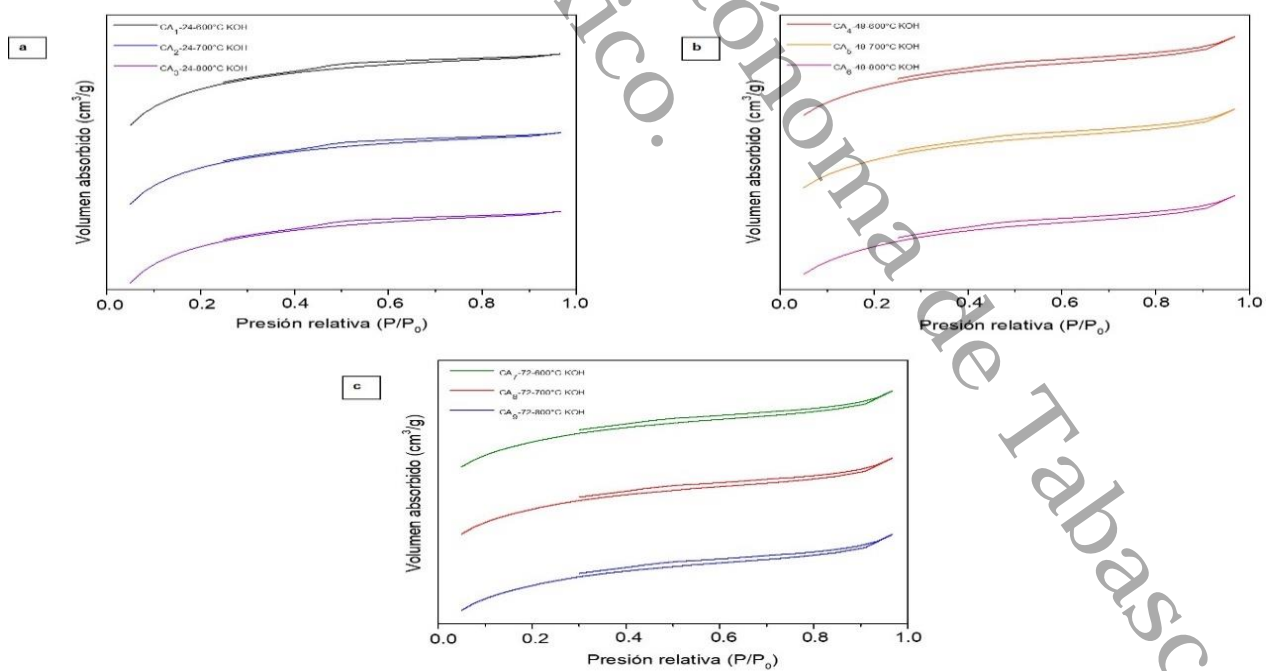 a
CA1-24-600°C KOH
CA2-24-700°C KOH
CA3-24-800°C KOH
Volumen absorbido (cm³/g)
0.0 0.2 0.4 0.6 0.8 1.0
Presión relativa (P/Po)
b
CA4-48-600°C KOH
CA5-48-700°C KOH
CA6-48-800°C KOH
Volumen absorbido (cm³/g)
0.0 0.2 0.4 0.6 0.8 1.0
Presión relativa (P/Po)
c
CA7-72-600°C KOH
CA8-72-700°C KOH
CA9-72-800°C KOH
Volumen absorbido (cm³/g)
0.0 0.2 0.4 0.6 0.8 1.0
Presión relativa (P/Po)
xico.
tónoma de Tabasc